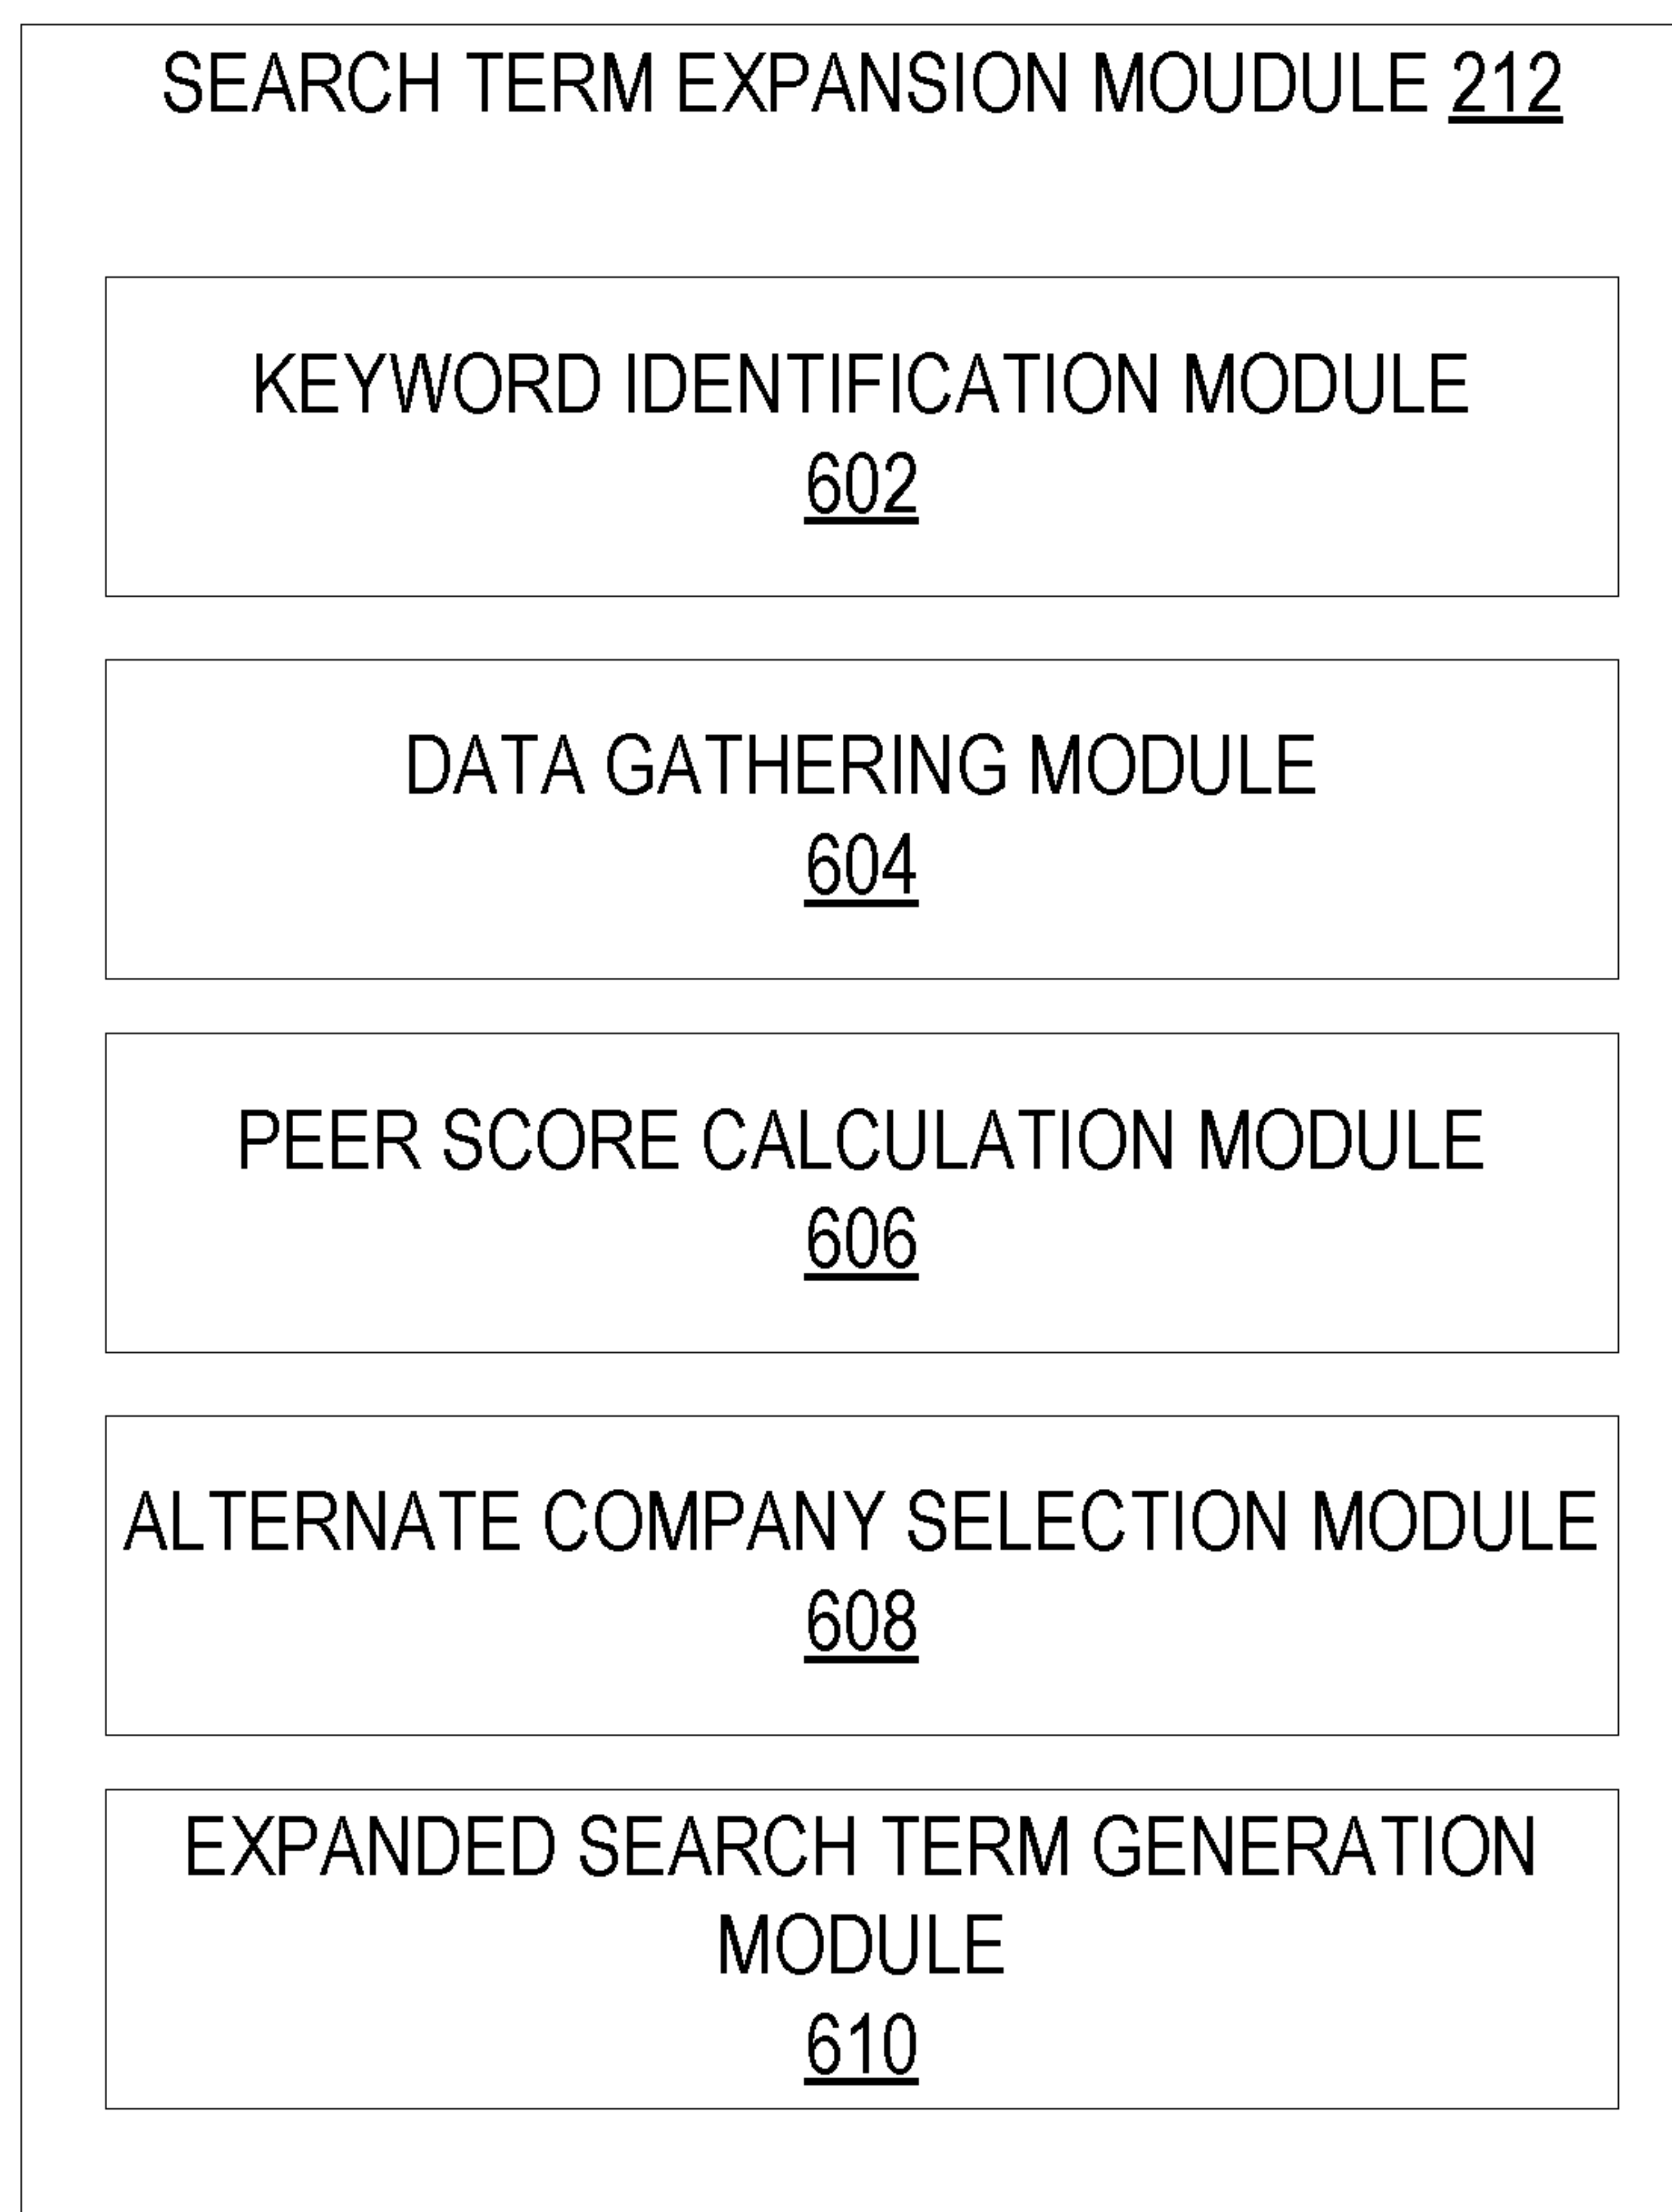 SEARCH TERM EXPANSION MOUDULE 212
KEYWORD IDENTIFICATION MODULE
602
DATA GATHERING MODULE
604
PEER SCORE CALCULATION MODULE
606
ALTERNATE COMPANY SELECTION MODULE
608
EXPANDED SEARCH TERM GENERATION
MODULE
610